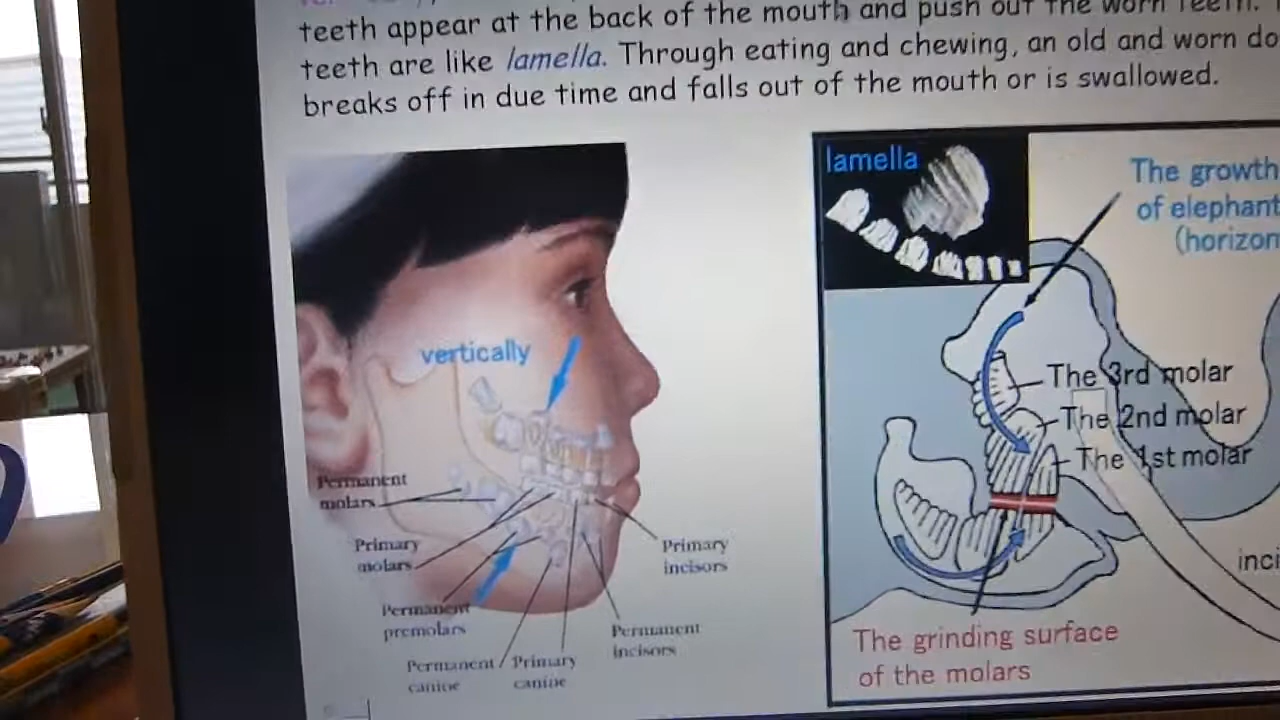 teeth appear at the back of the mouth and push out the worn teeth.
teeth are like lamella. Through eating and chewing, an old and worn do
breaks off in due time and falls out of the mouth or is swallowed.
vertically
Permanent
molars
Primary
molars
Permanent
premolars
Permanent
canine
Primary
canine
Permanent
incisors
Primary
incisors
lamella
The growth
of elephant
(horizon
The 3rd molar
The 2nd molar
The 1st molar
inci
The grinding surface
of the molars